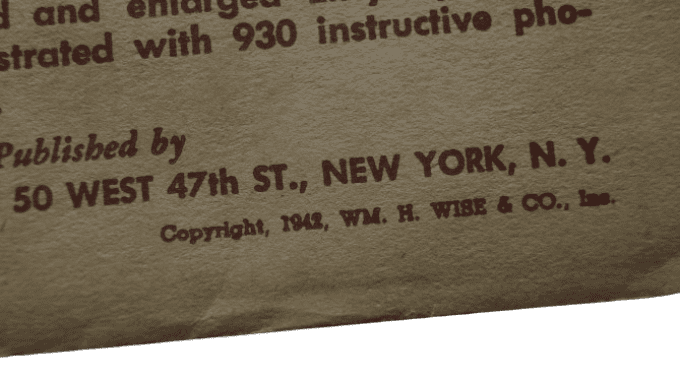 and enlarged
strated with 930 instructive pho-
Published by
50 WEST 47th ST., NEW YORK, N. Y.
Copyright, 1942, WM. H. WISE & CO., Inc.